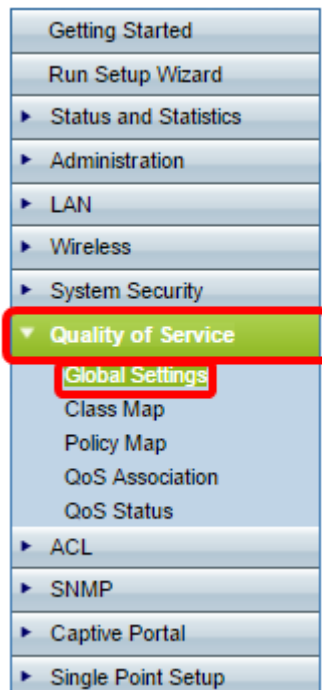 Getting Started
Run Setup Wizard
Status and Statistics
Administration
LAN
Wireless
System Security
Quality of Service
Global Settings
Class Map
Policy Map
QoS Association
QoS Status
ACL
SNMP
Captive Portal
Single Point Setup